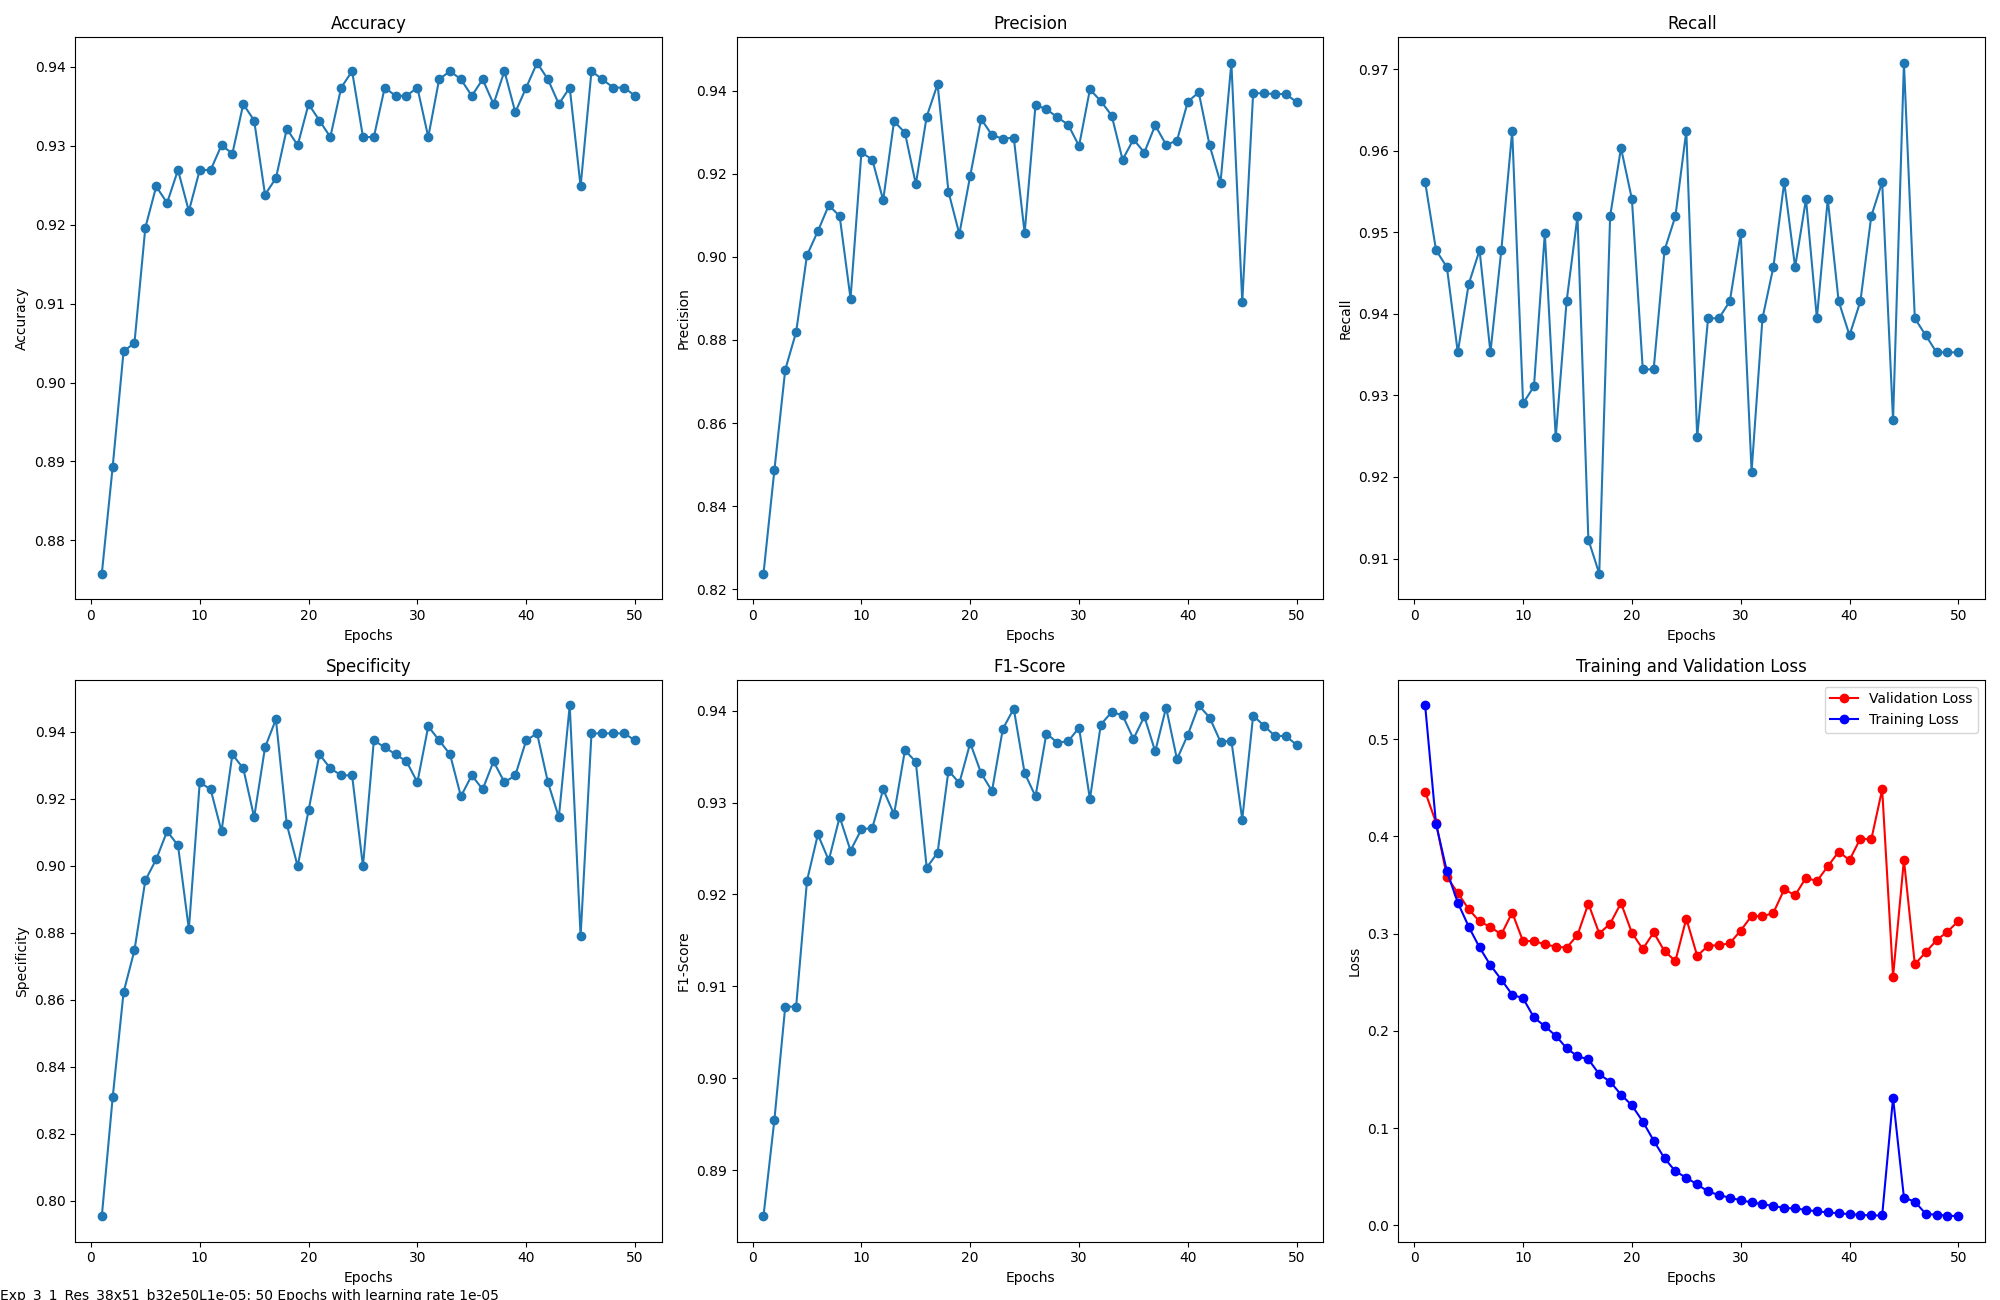 Accuracy
Precision
Recall
0.94
0.93
0.92
0.91
0.90
0.89
0.88
Accuracy
0 10 20 30 40 50
Epochs
0.94
0.92
0.90
0.88
0.86
0.84
0.82
Precision
0 10 20 30 40 50
Epochs
0.97
0.96
0.95
0.94
0.93
0.92
0.91
Recall
0 10 20 30 40 50
Epochs
Specificity
F1-Score
Training and Validation Loss
0.94
0.92
0.90
0.88
0.86
0.84
0.82
0.80
Specificity
0 10 20 30 40 50
Epochs
0.94
0.93
0.92
0.91
0.90
0.89
F1-Score
0 10 20 30 40 50
Epochs
Validation Loss
Training Loss
0.5
0.4
0.3
0.2
0.1
0.0
Loss
0 10 20 30 40 50
Epochs
Exp_3_1_Res_38x51_b32e50L1e-05: 50 Epochs with learning rate 1e-05